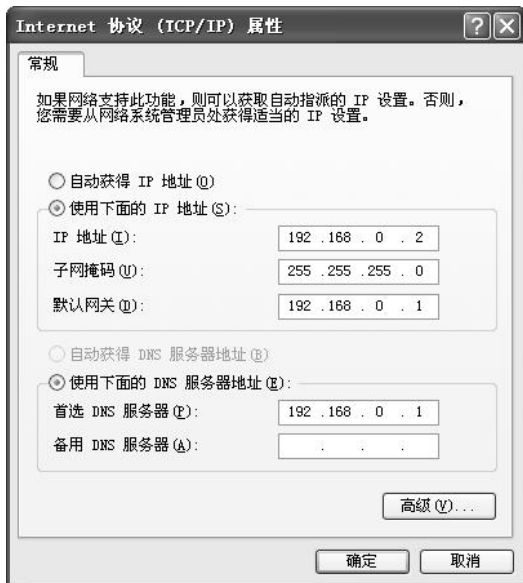 Internet 协议 (TCP/IP) 属性
常规
如果网络支持此功能，则可以获取自动指派的 IP 设置。否则，
您需要从网络系统管理员处获得适当的 IP 设置。
自动获得 IP 地址(O)
使用下面的 IP 地址(S):
IP 地址(I): 192 .168 . 0 . 2
子网掩码(U): 255 .255 .255 . 0
默认网关(D): 192 .168 . 0 . 1
自动获得 DNS 服务器地址(B)
使用下面的 DNS 服务器地址(E):
首选 DNS 服务器(P): 192 .168 . 0 . 1
备用 DNS 服务器(A): . . .
高级(V)...
确定 取消